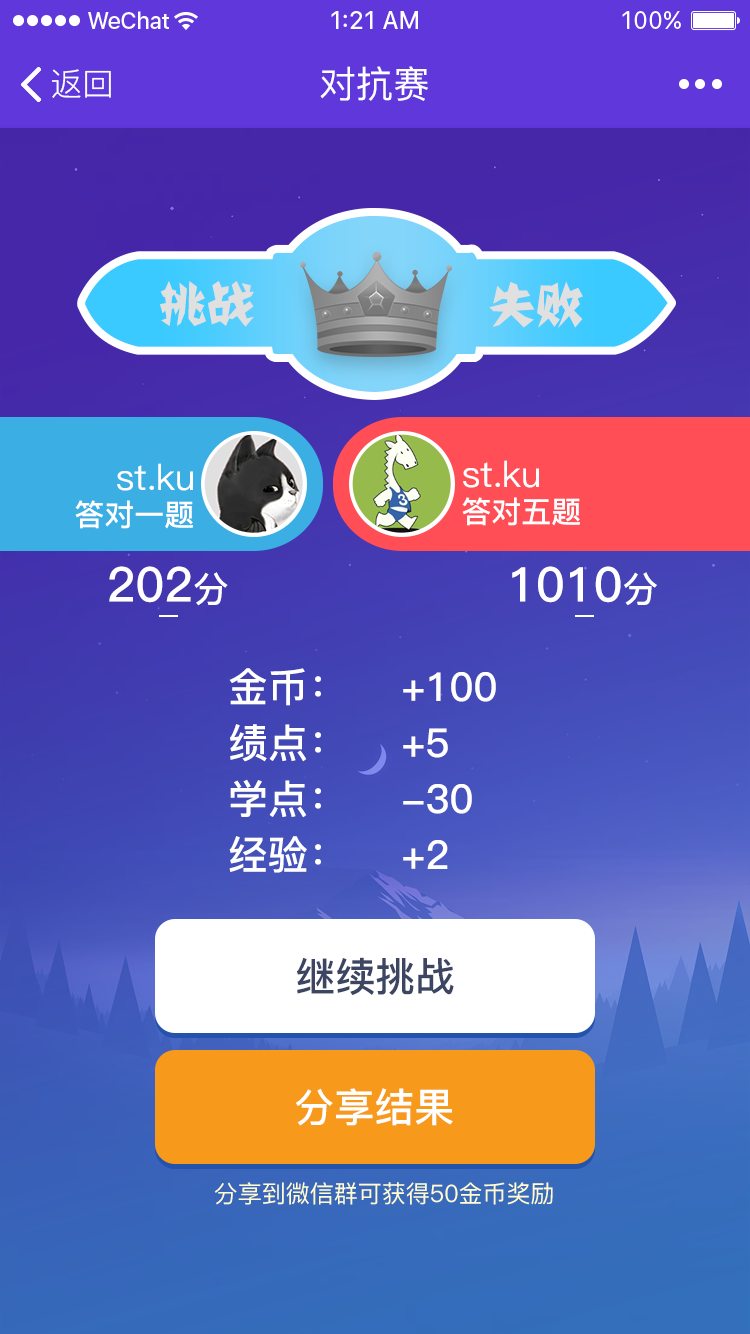 WeChat 1:21 AM 100%
返回 对抗赛
挑战 失败
st.ku
答对一题
3
st.ku
答对五题
202分 1010分
金币： +100
绩点： +5
学点： -30
经验： +2
继续挑战
分享结果
分享到微信群可获得50金币奖励